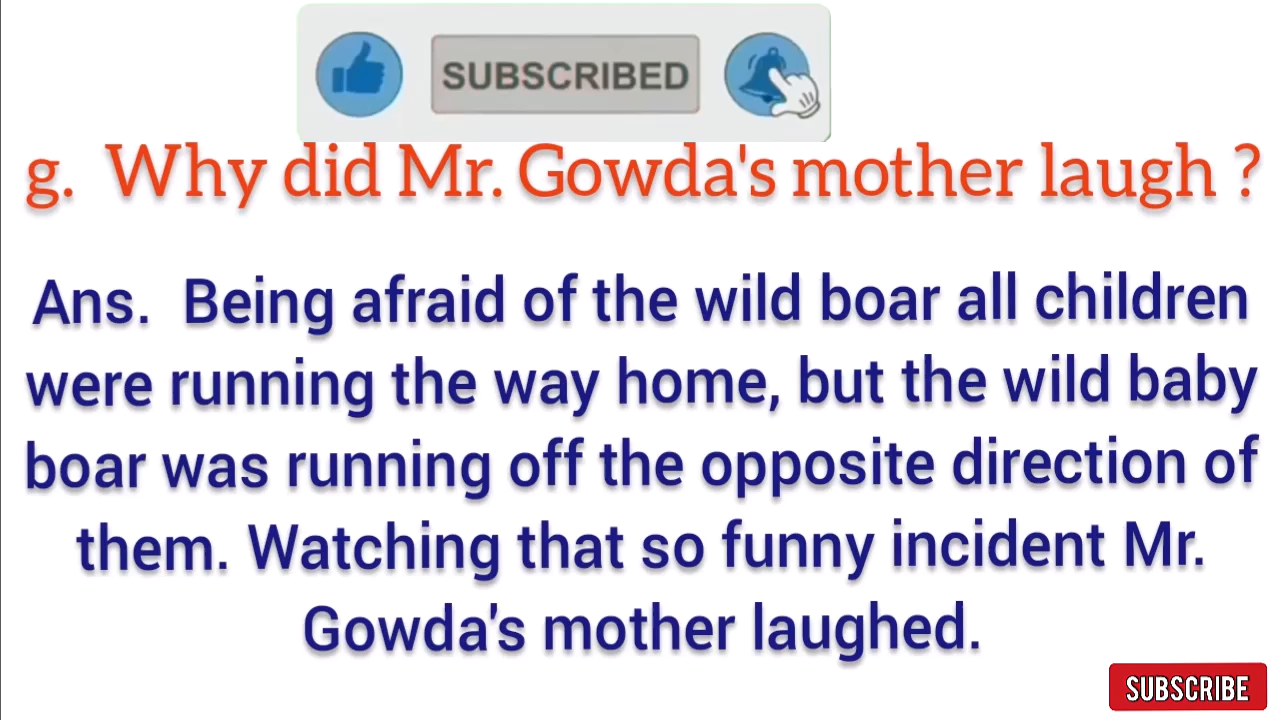 SUBSCRIBED
g. Why did Mr. Gowda's mother laugh ?
Ans. Being afraid of the wild boar all children
were running the way home, but the wild baby
boar was running off the opposite direction of
them. Watching that so funny incident Mr.
Gowda's mother laughed.
SUBSCRIBE